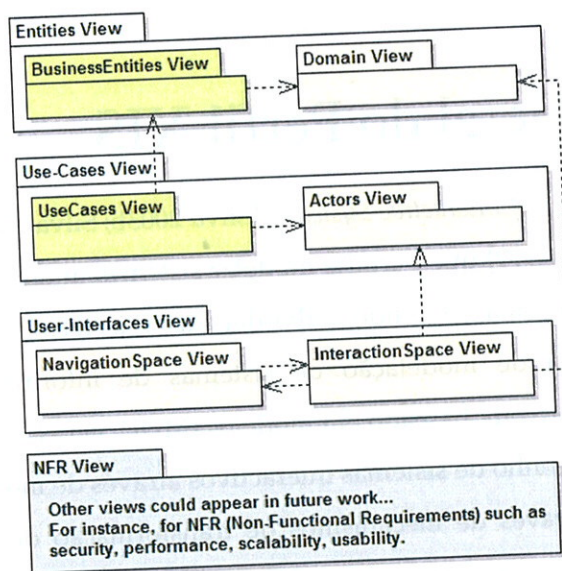 Entities View
BusinessEntities View
Domain View
Use-Cases View
UseCases View
Actors View
User-Interfaces View
NavigationSpace View
InteractionSpace View
NFR View
Other views could appear in future work...
For instance, for NFR (Non-Functional Requirements) such as
security, performance, scalability, usability.